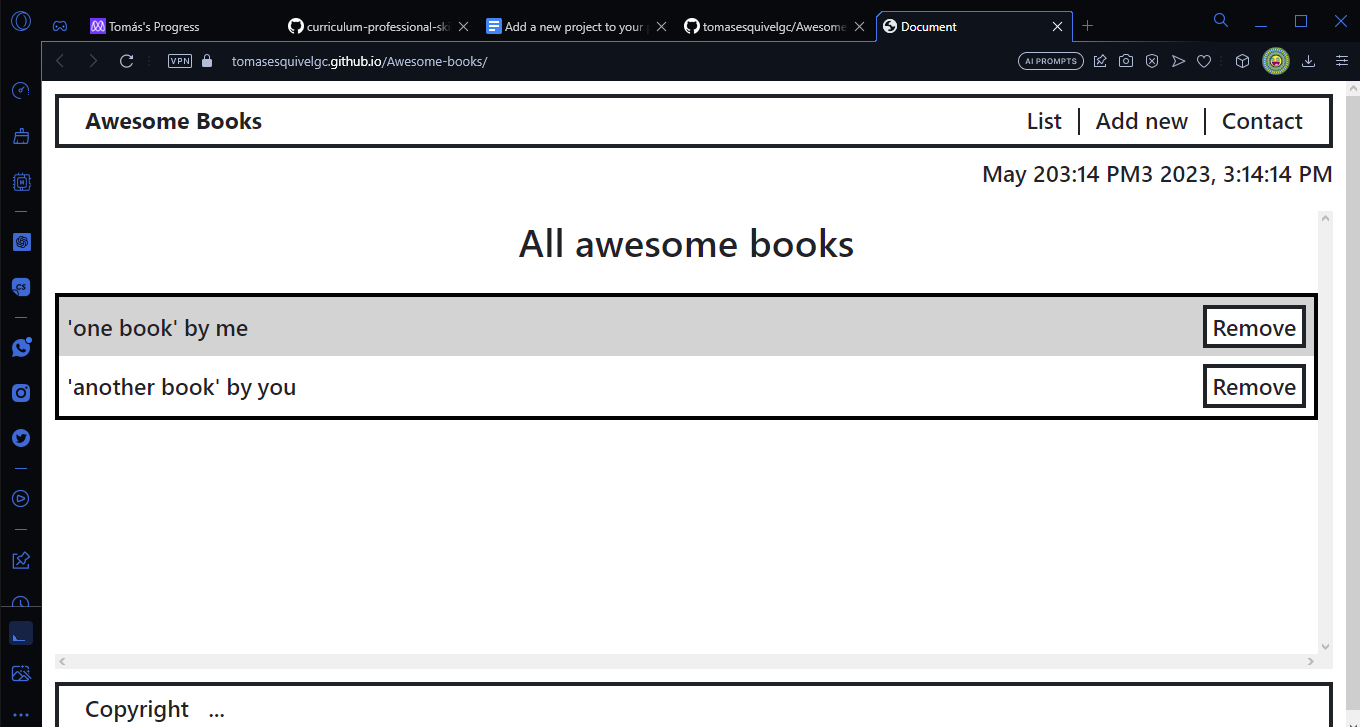 Tomás's Progress
curriculum-professional-ski
Add a new project to your p
tomasesquivelgc/Awesome
Document
VPN
tomasesquivelgc.github.io/Awesome-books/
AI PROMPTS
Awesome Books
List
Add new
Contact
May 203:14 PM3 2023, 3:14:14 PM
All awesome books
'one book' by me
Remove
'another book' by you
Remove
Copyright ...